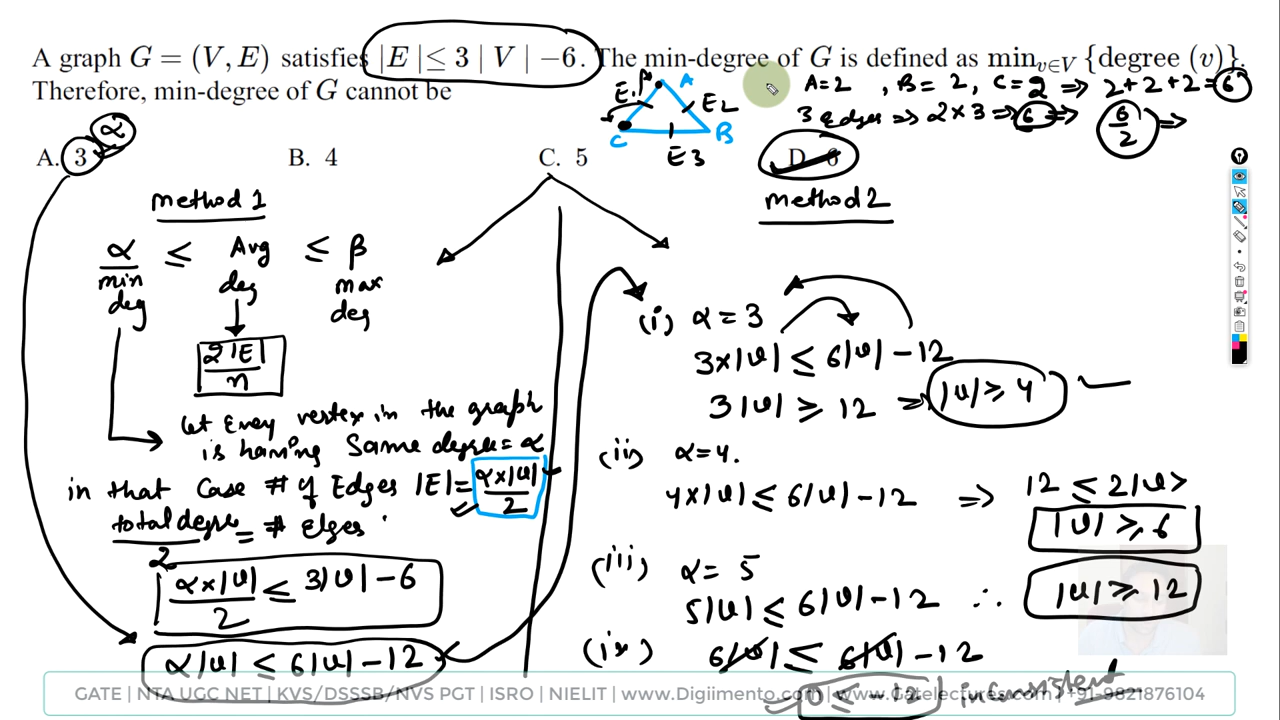 A graph G = (V, E) satisfies |E| ≤ 3 | V | −6. The min-degree of G is defined as min_{v∈V} {degree (v)}.
Therefore, min-degree of G cannot be
A=2 , B= 2, C=2 ⇒ 2+2+2=6
3 edges ⇒ 2×3 ⇒ 6 ⇒ 6/2 ⇒
A
E1
E2
C
B
E3
A. 3 α
B. 4
C. 5
D. 6
method 1
α ≤ Avg ≤ β
min deg
deg
max deg
2|E|/n
let Every vertex in the graph
is having Same degree = α
in that Case # of Edges |E| = α×|V|/2
total degree/2 = # Edges
α×|V|/2 ≤ 3|V| −6
α|V| ≤ 6|V| −12
method 2
(i) α = 3
3×|V| ≤ 6|V| −12
3|V| ≥ 12 ⇒ |V| ≥ 4
(ii) α=4.
4×|V| ≤ 6|V| −12 ⇒ 12 ≤ 2|V|
|V| ≥ 6
(iii) α= 5
5|V| ≤ 6|V| −12 ∴ |V| ≥ 12
(iv) 6|V| ≤ 6|V| −12
0 ≤ −12 inconsistent
GATE | NTA UGC NET | KVS/DSSSB/NVS PGT | ISRO | NIELIT | www.Digiimento.com | www.Gatelectures.com | +91-9821876104